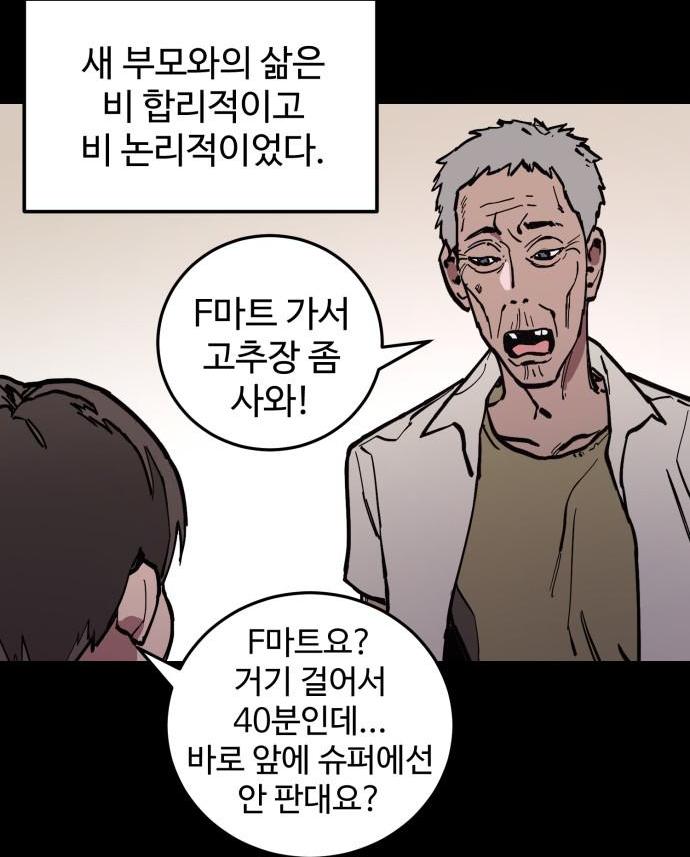 새 부모와의 삶은
비 합리적이고
비 논리적이었다.
F마트 가서
고추장 좀
사와!
F마트요?
거기 걸어서
40분인데...
바로 앞에 슈퍼에선
안 판대요?